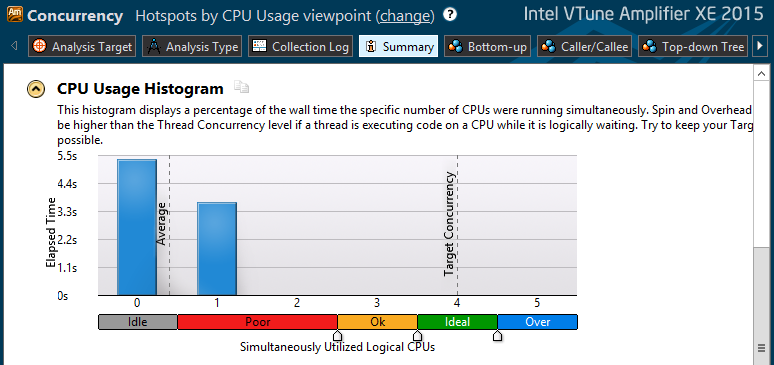 Am Concurrency Hotspots by CPU Usage viewpoint (change) ? Intel VTune Amplifier XE 2015
Analysis Target Analysis Type Collection Log Summary Bottom-up Caller/Callee Top-down Tree
CPU Usage Histogram
This histogram displays a percentage of the wall time the specific number of CPUs were running simultaneously. Spin and Overhead
be higher than the Thread Concurrency level if a thread is executing code on a CPU while it is logically waiting. Try to keep your Targ
possible.
5.5s
4.4s
3.3s
2.2s
1.1s
0s
Elapsed Time
Average
Target Concurrency
0 1 2 3 4 5
Idle Poor Ok Ideal Over
Simultaneously Utilized Logical CPUs